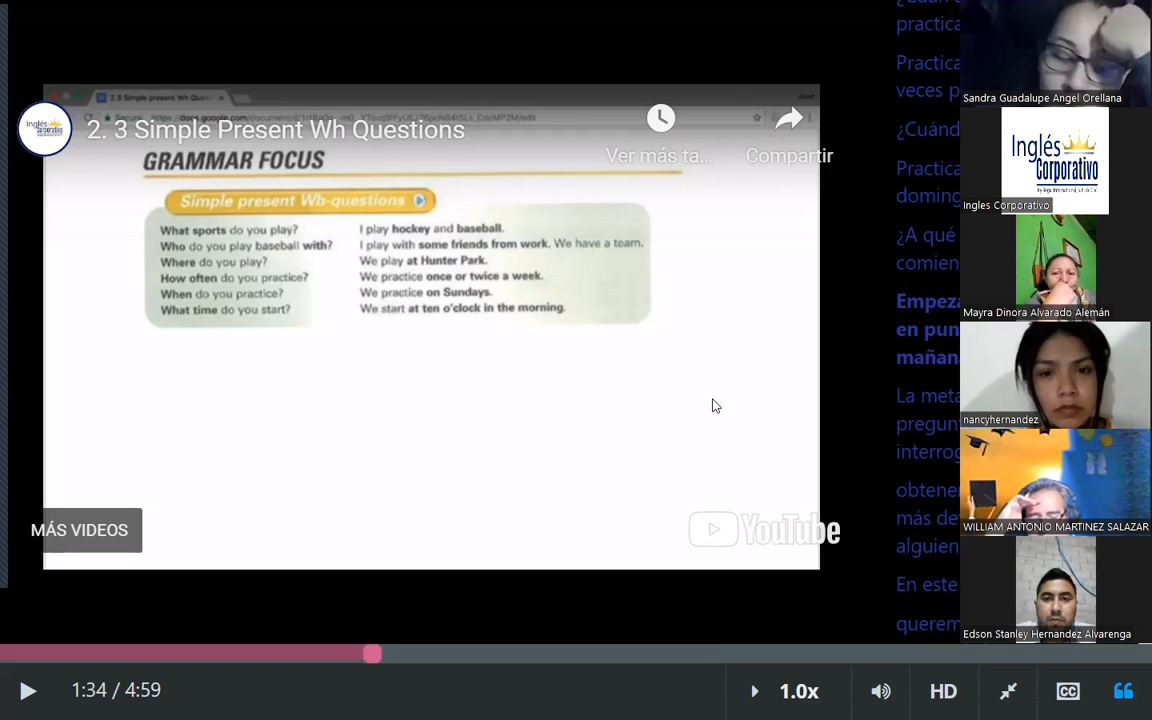 2. 3 Simple Present Wh Questions
Ver más ta...
Compartir
GRAMMAR FOCUS
Simple present Wh-questions
What sports do you play? I play hockey and baseball.
Who do you play baseball with? I play with some friends from work. We have a team.
Where do you play? We play at Hunter Park.
How often do you practice? We practice once or twice a week.
When do you practice? We practice on Sundays.
What time do you start? We start at ten o'clock in the morning.
MÁS VIDEOS
YouTube
practica
Practica
veces p
¿Cuánd
Practica
doming
¿A qué
comien
Empeza
en pun
mañana
La meta
pregun
interrog
obtene
más de
alguien
En este
querem
Sandra Guadalupe Angel Orellana
Inglés
Corporativo
Ingles Corporativo
Mayra Dinora Alvarado Alemán
nancyhernandez
WILLIAM ANTONIO MARTINEZ SALAZAR
Edson Stanley Hernandez Alvarenga
1:34 / 4:59
1.0x
HD
CC